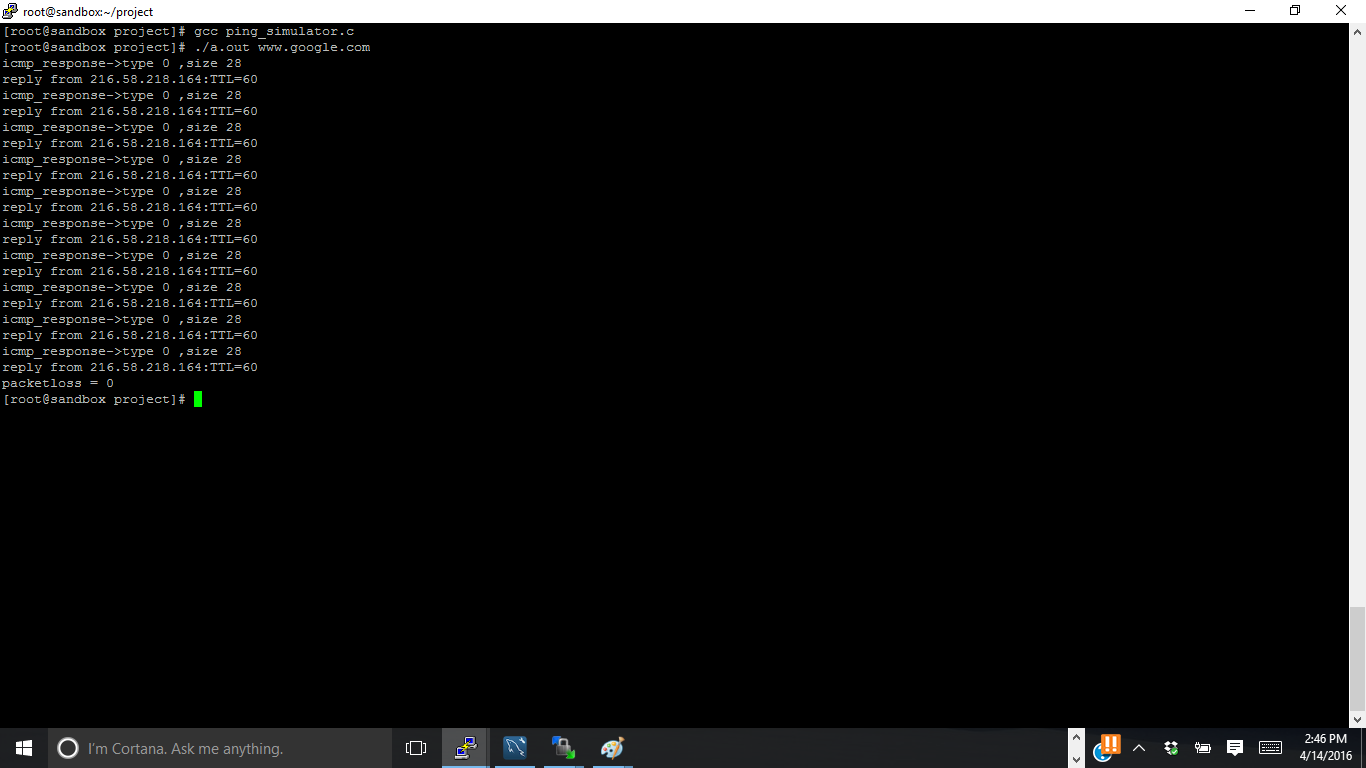 root@sandbox:~/project
[root@sandbox project]# gcc ping_simulator.c
[root@sandbox project]# ./a.out www.google.com
icmp_response->type 0 ,size 28
reply from 216.58.218.164:TTL=60
icmp_response->type 0 ,size 28
reply from 216.58.218.164:TTL=60
icmp_response->type 0 ,size 28
reply from 216.58.218.164:TTL=60
icmp_response->type 0 ,size 28
reply from 216.58.218.164:TTL=60
icmp_response->type 0 ,size 28
reply from 216.58.218.164:TTL=60
icmp_response->type 0 ,size 28
reply from 216.58.218.164:TTL=60
icmp_response->type 0 ,size 28
reply from 216.58.218.164:TTL=60
icmp_response->type 0 ,size 28
reply from 216.58.218.164:TTL=60
icmp_response->type 0 ,size 28
reply from 216.58.218.164:TTL=60
icmp_response->type 0 ,size 28
reply from 216.58.218.164:TTL=60
packetloss = 0
[root@sandbox project]#
I'm Cortana. Ask me anything.
2:46 PM
4/14/2016